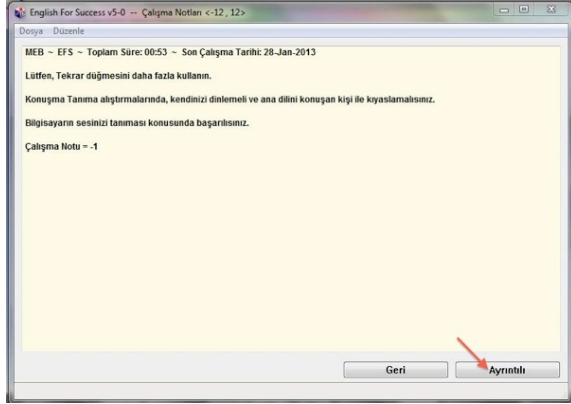 English For Success v5-0 -- Çalışma Notları <-12 , 12>
Dosya Düzenle
MEB ~ EFS ~ Toplam Süre: 00:53 ~ Son Çalışma Tarihi: 28-Jan-2013
Lütfen, Tekrar düğmesini daha fazla kullanın.
Konuşma Tanıma alıştırmalarında, kendinizi dinlemeli ve ana dilini konuşan kişi ile kıyaslamalısınız.
Bilgisayarın sesinizi tanıması konusunda başarılısınız.
Çalışma Notu = -1
Geri Ayrıntılı